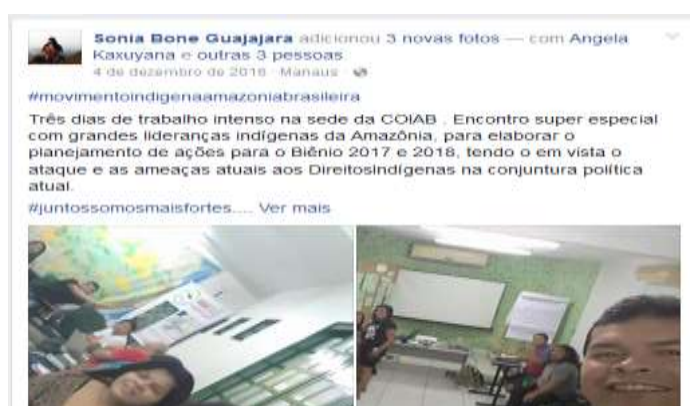 Sonia Bone Guajajara adicionou 3 novas fotos — com Angela
Kaxuyana e outras 3 pessoas.
4 de dezembro de 2016 · Manaus ·
#movimentoindigenaamazoniabrasileira
Três dias de trabalho intenso na sede da COIAB . Encontro super especial
com grandes lideranças indígenas da Amazônia, para elaborar o
planejamento de ações para o Biênio 2017 e 2018, tendo o em vista o
ataque e as ameaças atuais aos DireitosIndígenas na conjuntura política
atual.
#juntossomosmaisfortes.... Ver mais